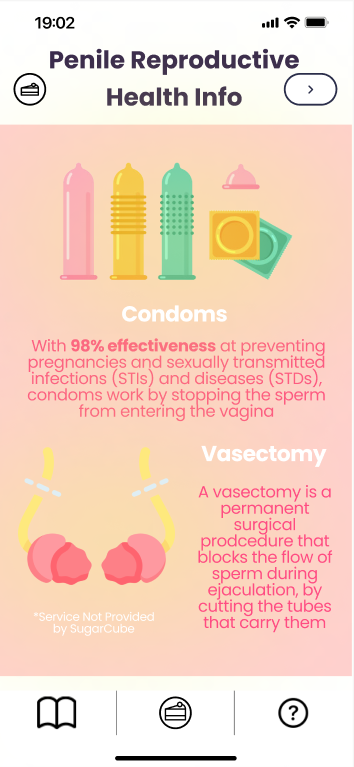 19:02
Penile Reproductive
Health Info
Condoms
With 98% effectiveness at preventing
pregnancies and sexually transmitted
infections (STIs) and diseases (STDs),
condoms work by stopping the sperm
from entering the vagina
Vasectomy
A vasectomy is a
permanent
surgical
prodcedure that
blocks the flow of
sperm during
ejaculation, by
cutting the tubes
that carry them
*Service Not Provided
by SugarCube
?